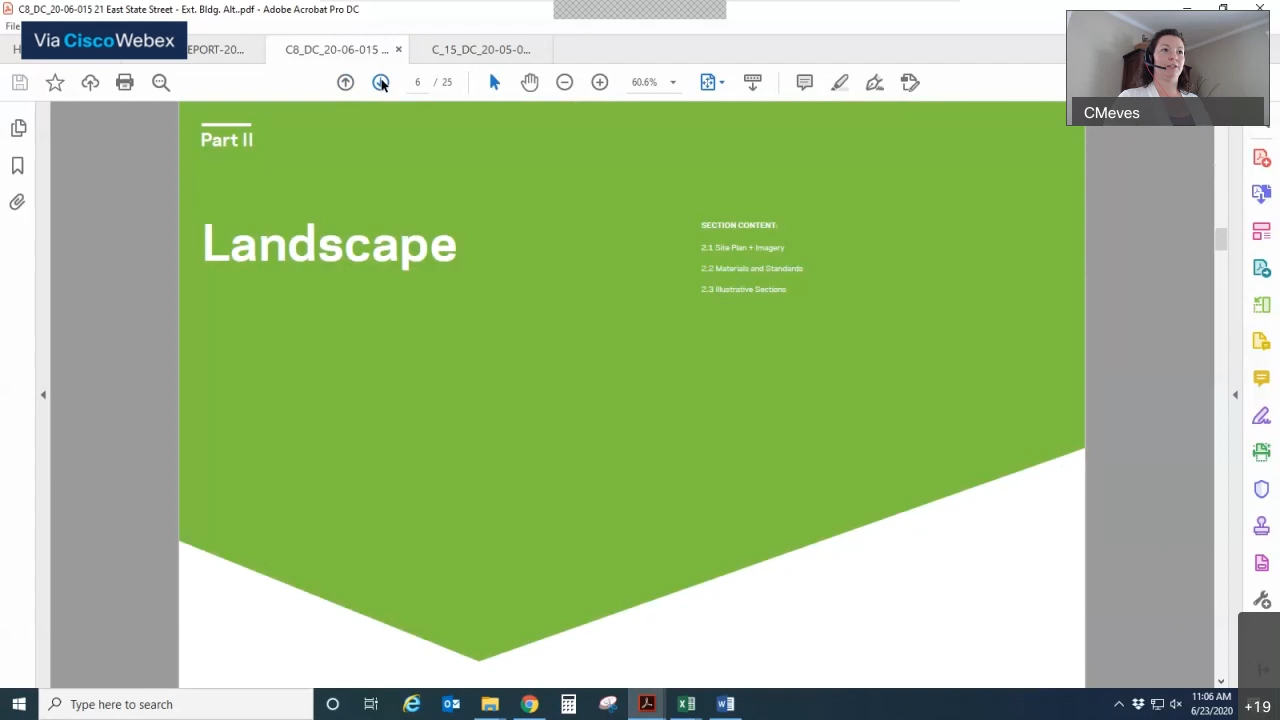 C8_DC_20-06-015 21 East State Street - Ext. Bldg. Alt..pdf - Adobe Acrobat Pro DC
File
Via CiscoWebex
H
EPORT-20...
C8_DC_20-06-015 ...
C_15_DC_20-05-0...
6 / 25
60.6%
CMeves
Part II
Landscape
SECTION CONTENT:
2.1 Site Plan + Imagery
2.2 Materials and Standards
2.3 Illustrative Sections
Type here to search
11:06 AM
6/23/2020
+19